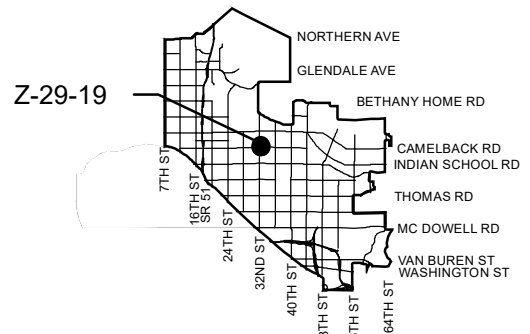 NORTHERN AVE
GLENDALE AVE
Z-29-19
BETHANY HOME RD
CAMELBACK RD
INDIAN SCHOOL RD
THOMAS RD
MC DOWELL RD
VAN BUREN ST
WASHINGTON ST
7TH ST
16TH ST
SR 51
24TH ST
32ND ST
40TH ST
64TH ST